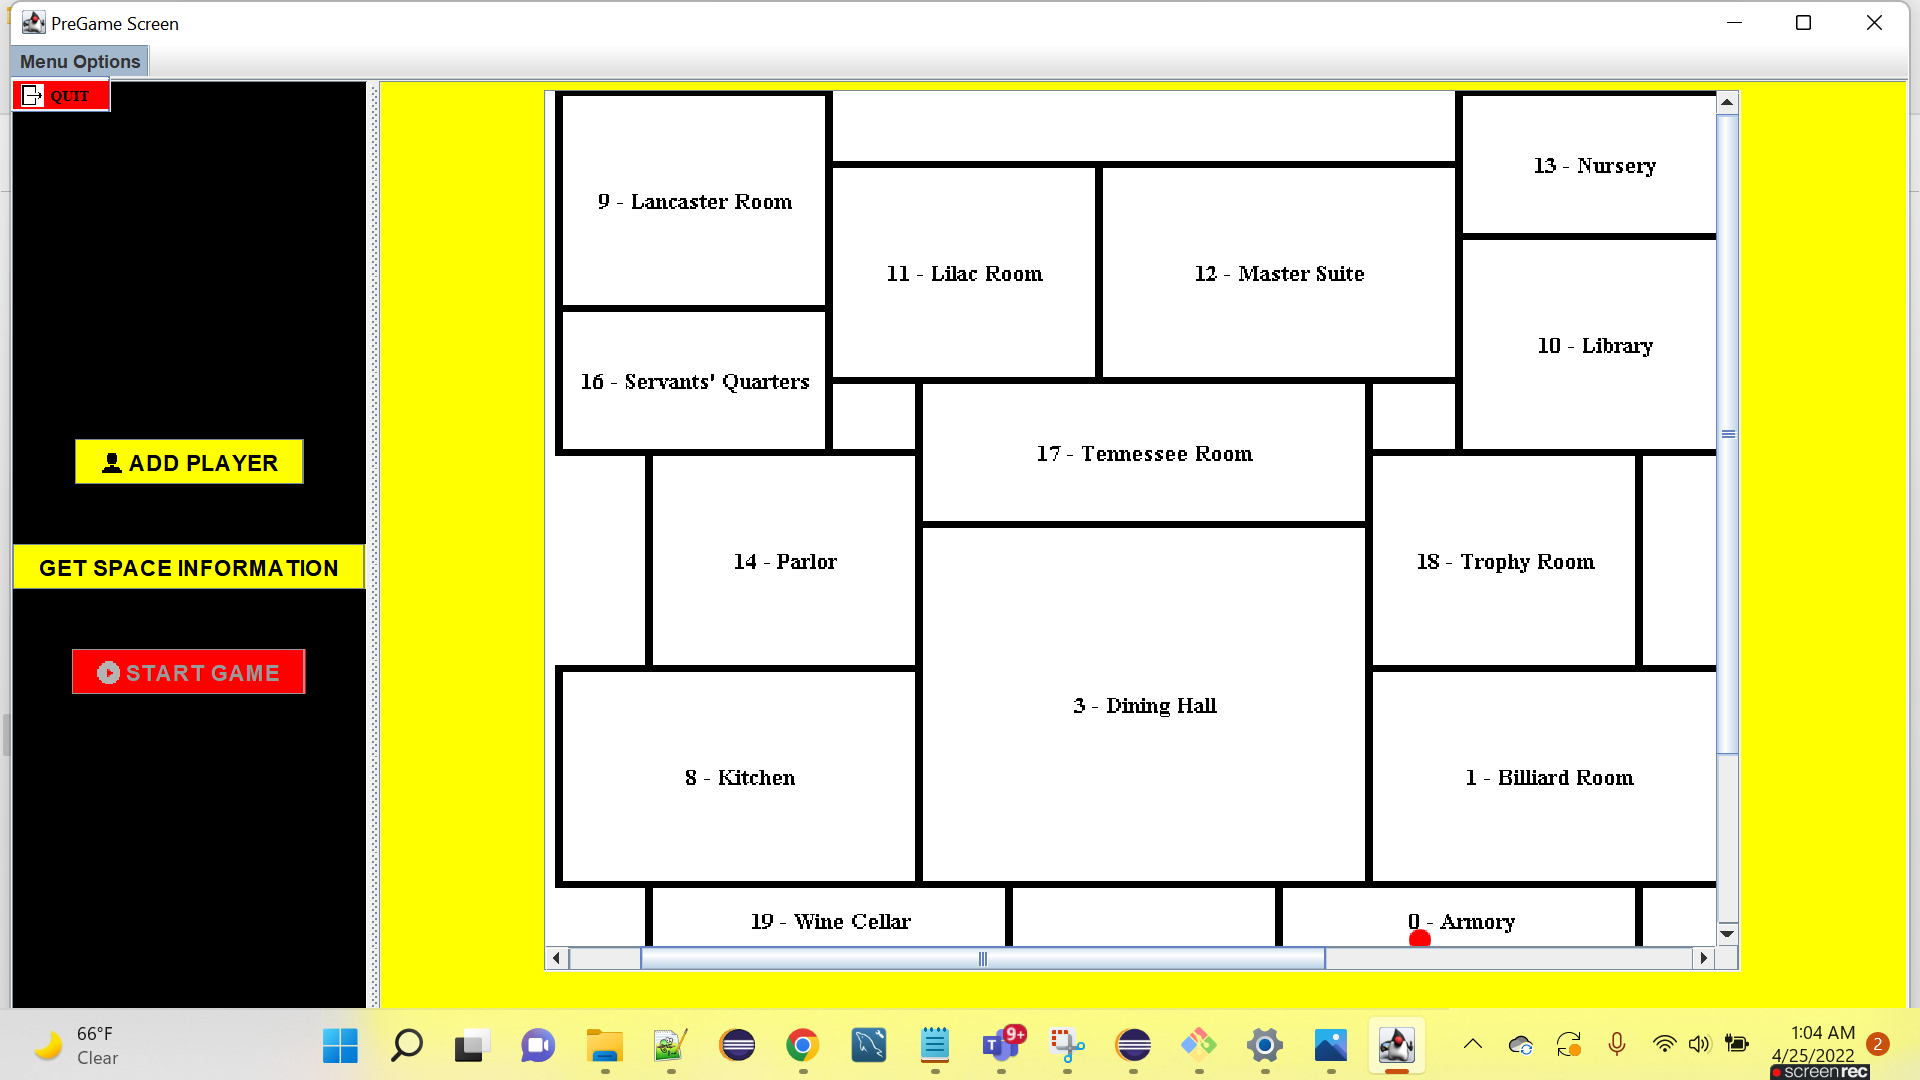 PreGame Screen
Menu Options
QUIT
ADD PLAYER
GET SPACE INFORMATION
START GAME
9 - Lancaster Room
13 - Nursery
11 - Lilac Room
12 - Master Suite
10 - Library
16 - Servants' Quarters
17 - Tennessee Room
14 - Parlor
18 - Trophy Room
3 - Dining Hall
8 - Kitchen
1 - Billiard Room
19 - Wine Cellar
0 - Armory
66°F
Clear
9+
1:04 AM
4/25/2022
2
screenrec